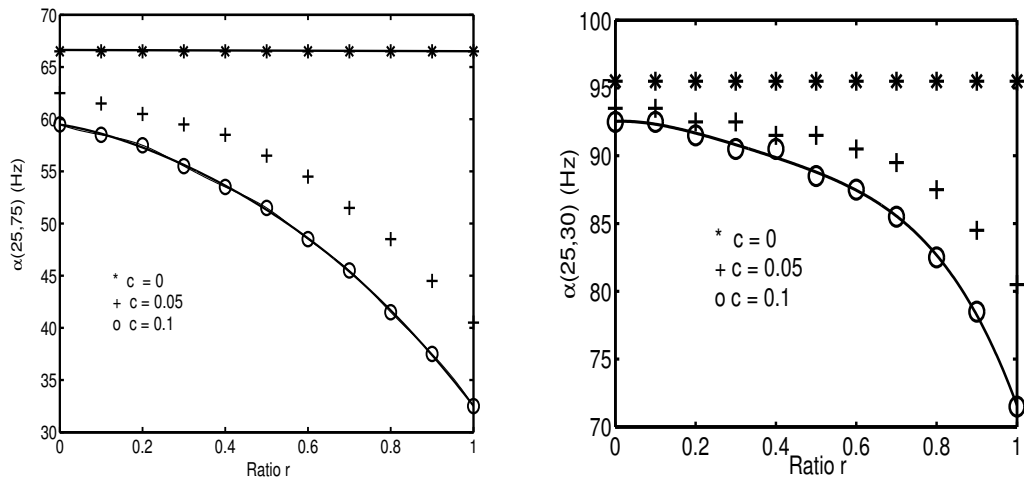 70
65
60
55
50
45
40
35
30
α(25,75) (Hz)
* c = 0
+ c = 0.05
o c = 0.1
0 0.2 0.4 0.6 0.8 1
Ratio r
100
95
90
85
80
75
70
α(25,30) (Hz)
* c = 0
+ c = 0.05
o c = 0.1
0 0.2 0.4 0.6 0.8 1
Ratio r